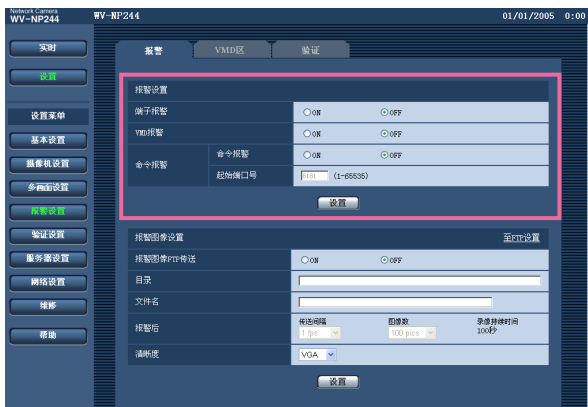 Network Camera
WV-NP244
WV-NP244 01/01/2005 0:00
实时
设置
设置菜单
基本设置
摄像机设置
多画面设置
报警设置
验证设置
服务器设置
网络设置
维修
帮助
报警 VMD区 验证
报警设置
端子报警 ON OFF
VMD报警 ON OFF
命令报警 命令报警 ON OFF
起始端口号 8181 (1-65535)
设置
报警图像设置 至FTP设置
报警图像FTP传送 ON OFF
目录
文件名
报警后 传送间隔 图像数 录像持续时间
1 fps 100 pics 100秒
清晰度 VGA
设置